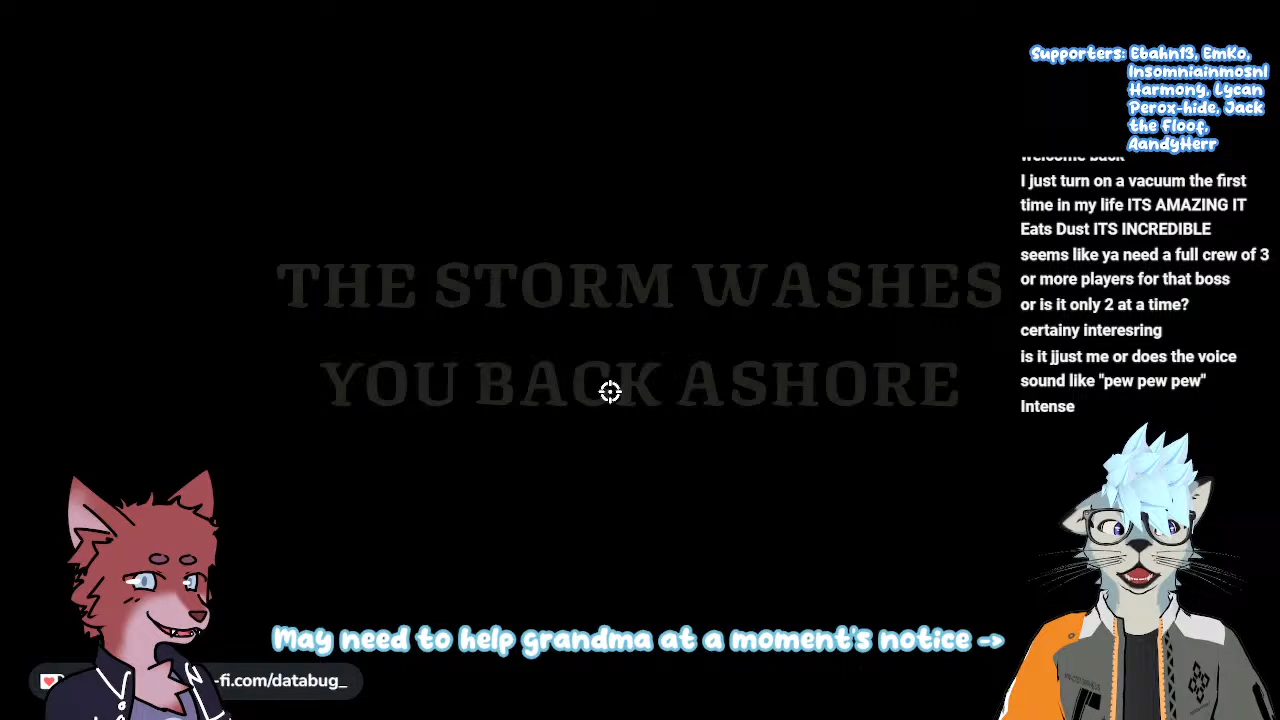 Supporters: Ebahn13, EmKo,
Insomniainmosnl
Harmony, Lycan
Perox-hide, Jack
the Floof,
AandyHerr
welcome back
I just turn on a vacuum the first
time in my life ITS AMAZING IT
Eats Dust ITS INCREDIBLE
seems like ya need a full crew of 3
or more players for that boss
or is it only 2 at a time?
certainy interesring
is it jjust me or does the voice
sound like "pew pew pew"
Intense
THE STORM WASHES
YOU BACK ASHORE
May need to help grandma at a moment's notice ->
-fi.com/databug_